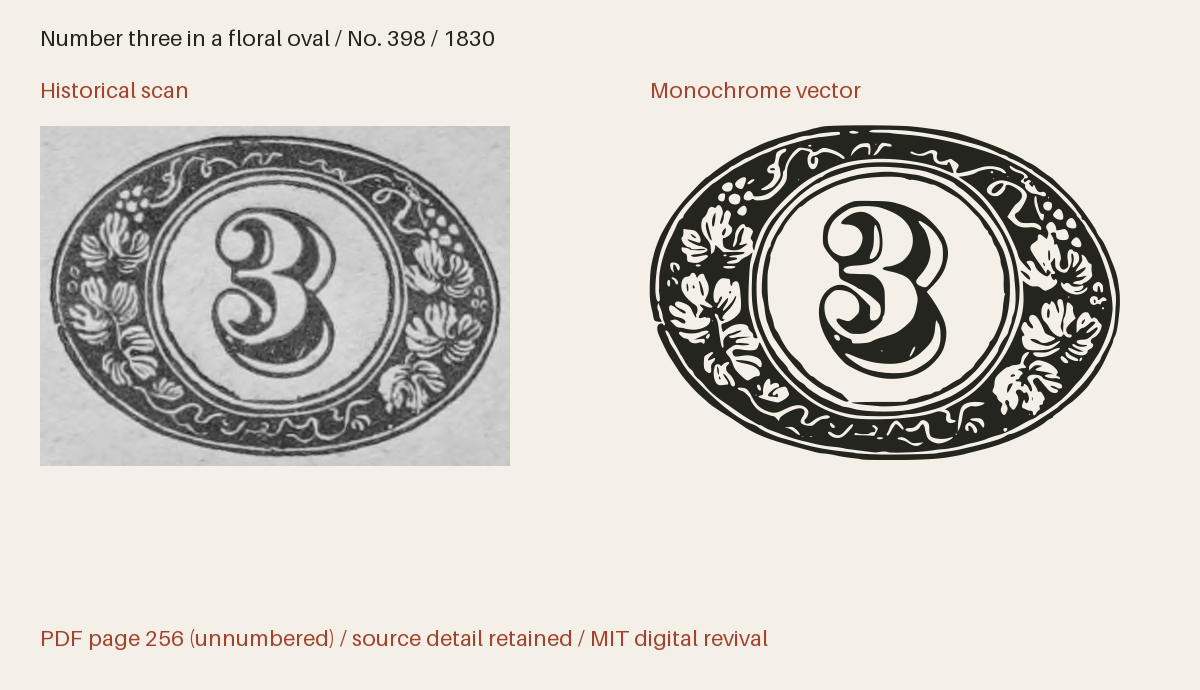 Number three in a floral oval / No. 398 / 1830
Historical scan
Monochrome vector
3
3
PDF page 256 (unnumbered) / source detail retained / MIT digital revival